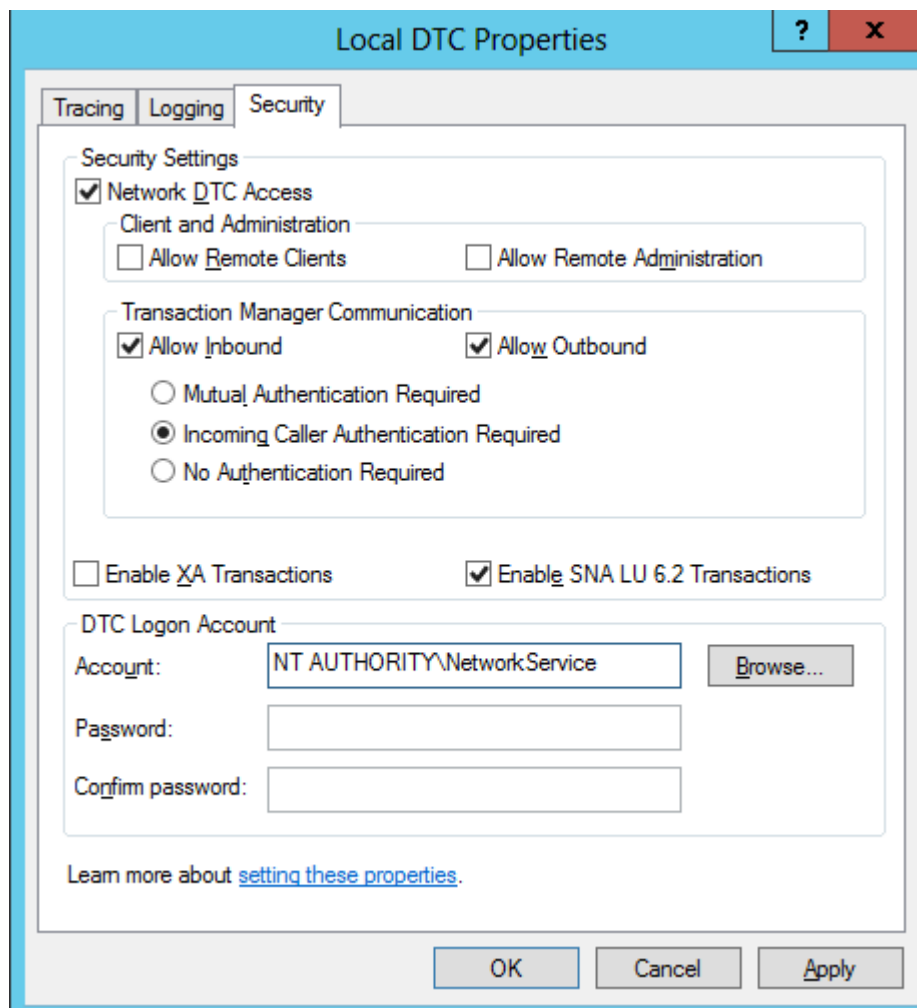 Local DTC Properties
?
x
Tracing Logging Security
Security Settings
Network DTC Access
Client and Administration
Allow Remote Clients Allow Remote Administration
Transaction Manager Communication
Allow Inbound Allow Outbound
Mutual Authentication Required
Incoming Caller Authentication Required
No Authentication Required
Enable XA Transactions Enable SNA LU 6.2 Transactions
DTC Logon Account
Account: NT AUTHORITY\NetworkService Browse...
Password:
Confirm password:
Learn more about setting these properties.
OK Cancel Apply